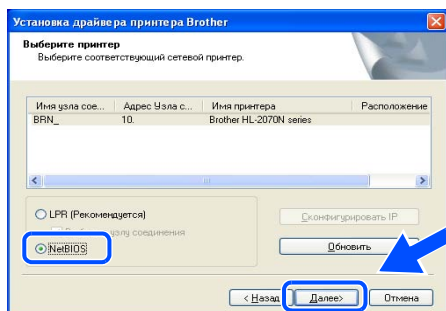 Установка драйвера принтера Brother
Выберите принтер
Выберите соответствующий сетевой принтер.
Имя узла сое... Адрес Узла с... Имя принтера Расположение
BRN_ 10. Brother HL-2070N series
LPR (Рекомендуется)
Сконфигурировать IP
узлу соединения
NetBIOS
Обновить
< Назад Далее> Отмена